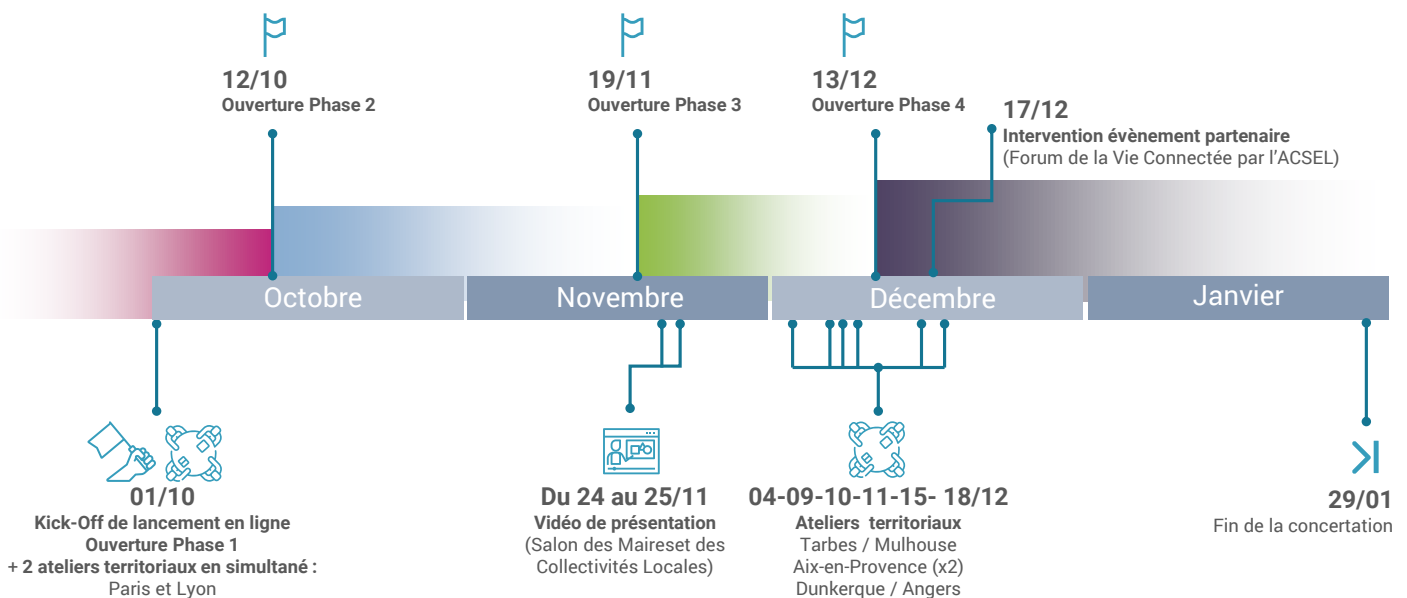 12/10
Ouverture Phase 2
19/11
Ouverture Phase 3
13/12
Ouverture Phase 4
17/12
Intervention évènement partenaire
(Forum de la Vie Connectée par l'ACSEL)
Octobre
Novembre
Décembre
Janvier
01/10
Kick-Off de lancement en ligne
Ouverture Phase 1
+ 2 ateliers territoriaux en simultané :
Paris et Lyon
Du 24 au 25/11
Vidéo de présentation
(Salon des Maireset des
Collectivités Locales)
04-09-10-11-15- 18/12
Ateliers territoriaux
Tarbes / Mulhouse
Aix-en-Provence (x2)
Dunkerque / Angers
29/01
Fin de la concertation